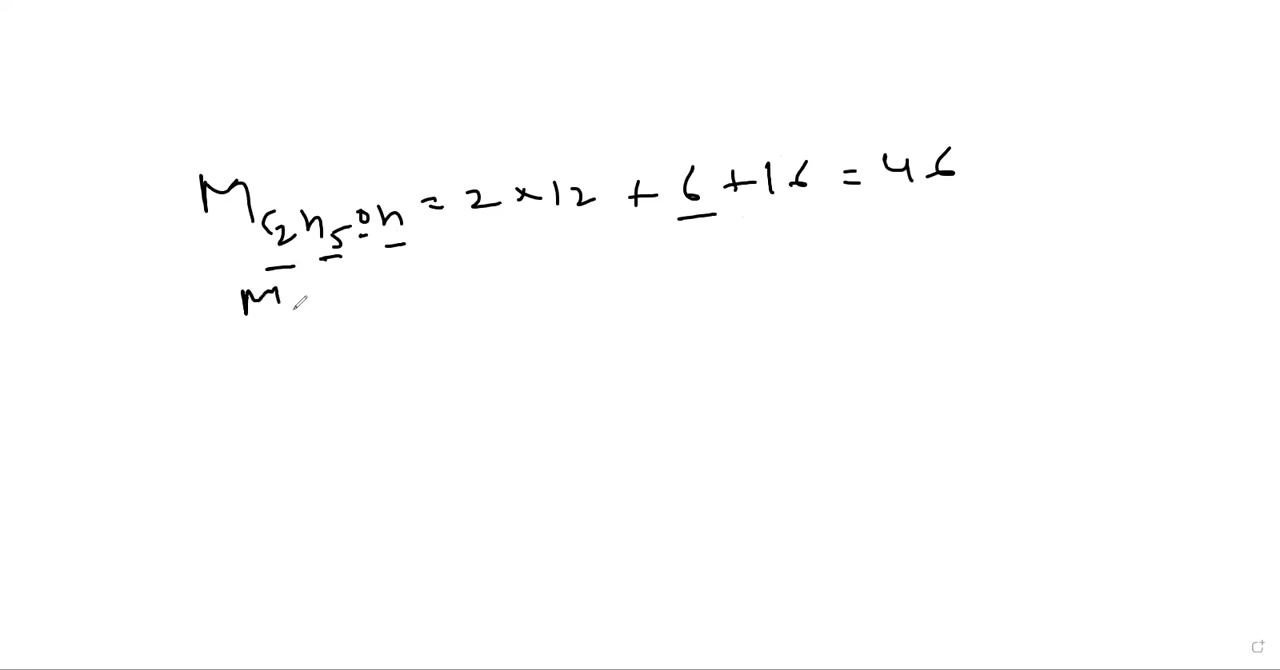 M C2H5OH = 2 × 12 + 6 + 16 = 46
M